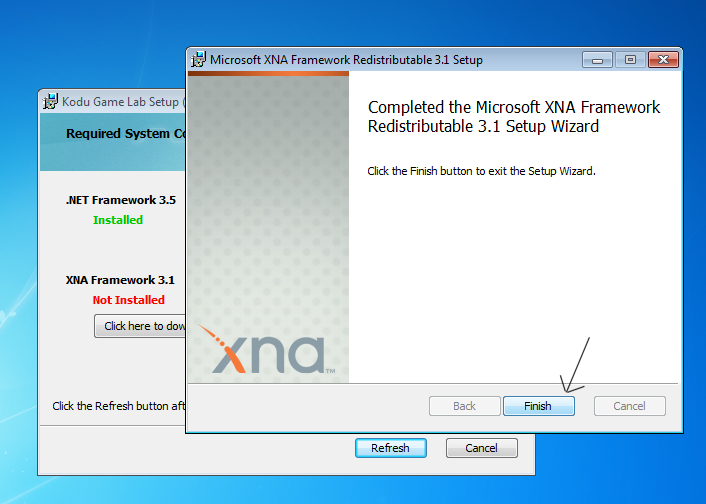 Microsoft XNA Framework Redistributable 3.1 Setup
Completed the Microsoft XNA Framework
Redistributable 3.1 Setup Wizard
Click the Finish button to exit the Setup Wizard.
xna™
Back
Finish
Cancel
Kodu Game Lab Setup (
Required System Co
.NET Framework 3.5
Installed
XNA Framework 3.1
Not Installed
Click here to dow
Click the Refresh button aft
Refresh
Cancel